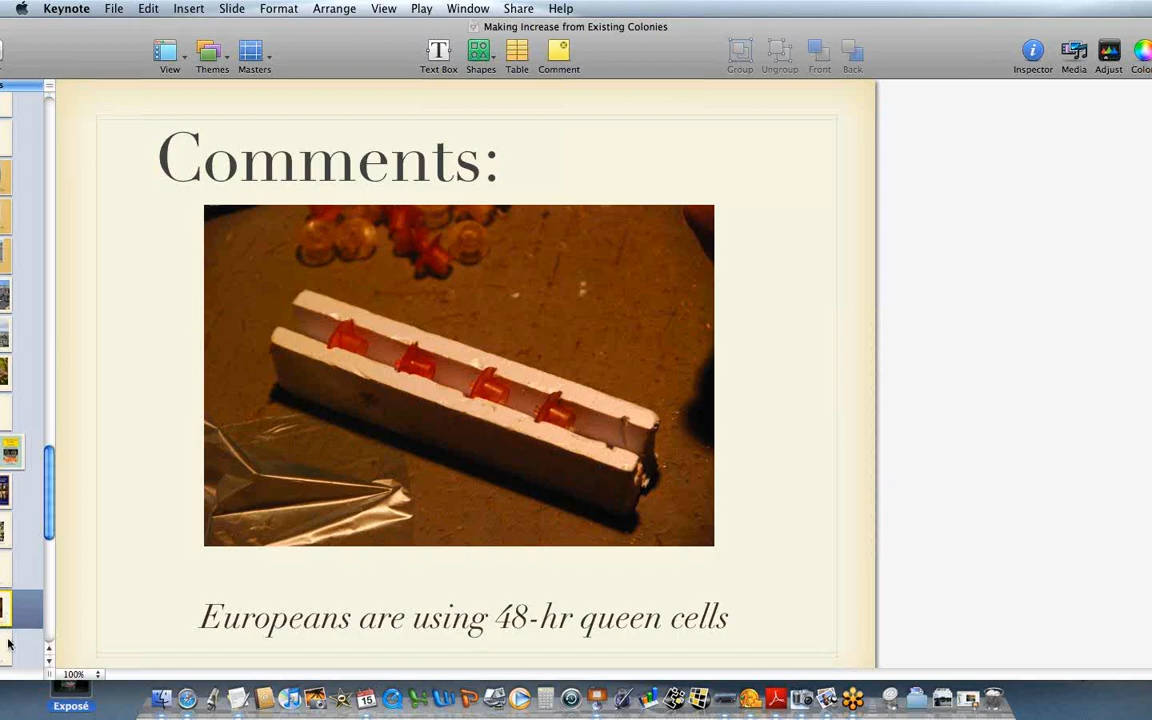 Keynote File Edit Insert Slide Format Arrange View Play Window Share Help
Making Increase from Existing Colonies
View Themes Masters Text Box Shapes Table Comment Group Ungroup Front Back Inspector Media Adjust
Comments:
Europeans are using 48-hr queen cells
100%
15
Exposé